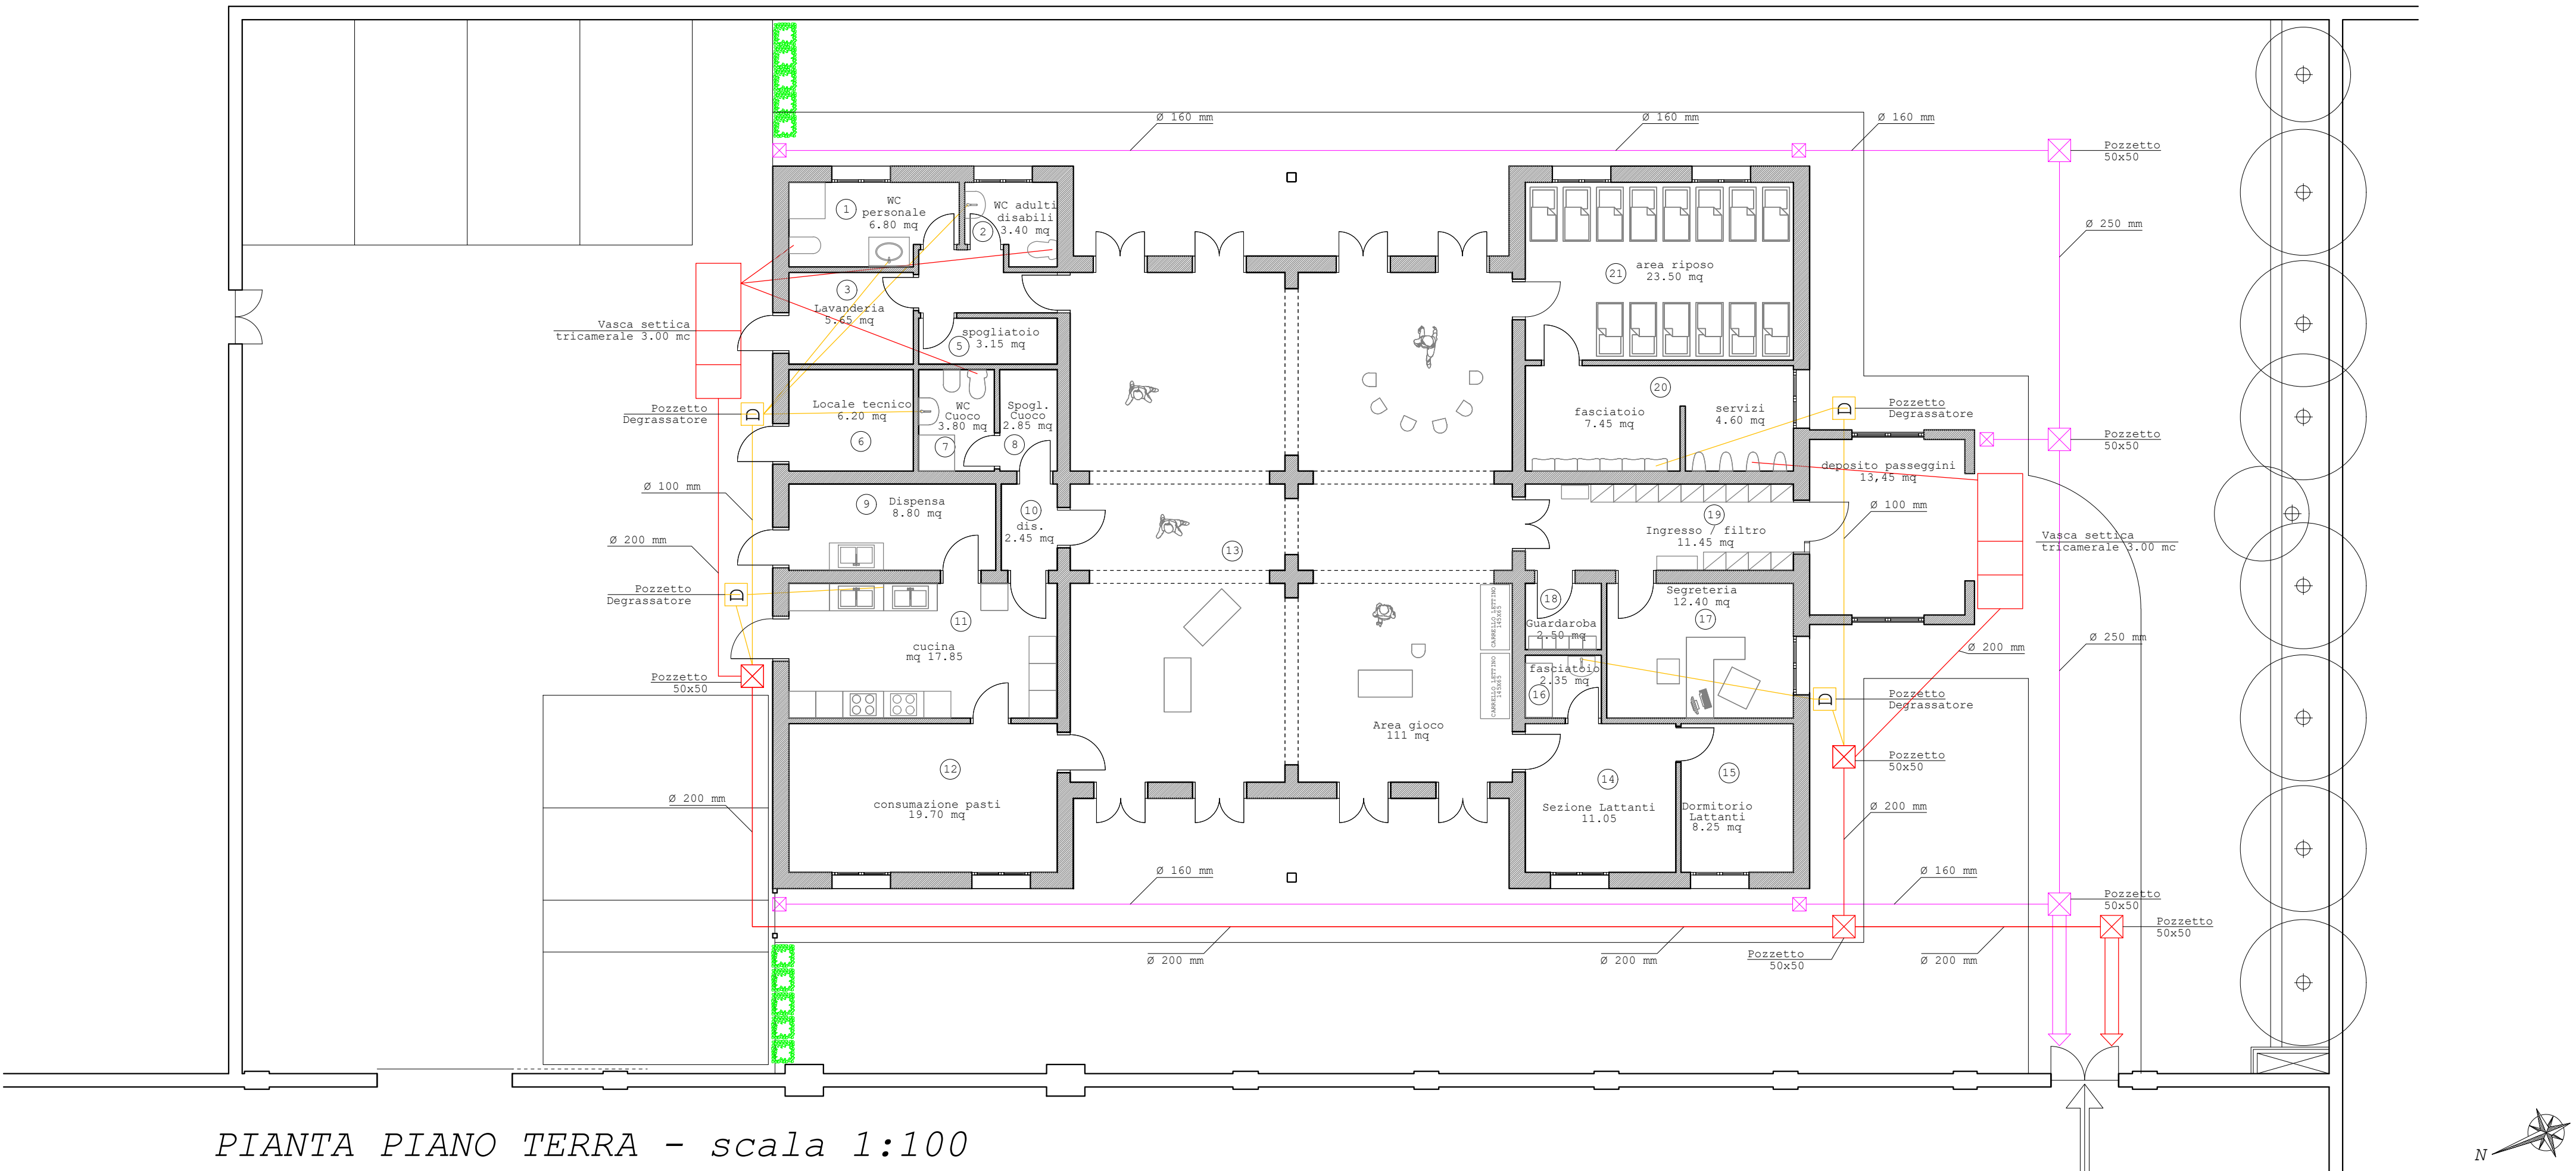 Ø 160 mm
Ø 160 mm
Ø 160 mm
Pozzetto
50x50
1
WC
personale
6.80 mq
2
WC adulti
disabili
3.40 mq
Ø 250 mm
21
area riposo
23.50 mq
3
Lavanderia
5.65 mq
Vasca settica
tricamerale 3.00 mc
spogliatoio
3.15 mq
5
Pozzetto
Degrassatore
D
Locale tecnico
6.20 mq
6
WC
Cuoco
3.80 mq
7
Spogl.
Cuoco
2.85 mq
8
20
fasciatoio
7.45 mq
servizi
4.60 mq
D
Pozzetto
Degrassatore
Pozzetto
50x50
deposito passeggini
13,45 mq
Ø 100 mm
9
Dispensa
8.80 mq
10
dis.
2.45 mq
19
Ingresso / filtro
11.45 mq
Ø 100 mm
Ø 200 mm
13
Vasca settica
tricamerale 3.00 mc
Pozzetto
Degrassatore
D
11
cucina
mq 17.85
CARRELLO LETTINO
145X65
CARRELLO LETTINO
145X65
18
Guardaroba
2.50 mq
Segreteria
12.40 mq
17
Ø 250 mm
Ø 200 mm
fasciatoio
2.35 mq
16
Pozzetto
50x50
D
Pozzetto
Degrassatore
Area gioco
111 mq
Pozzetto
50x50
12
consumazione pasti
19.70 mq
14
Sezione Lattanti
11.05
15
Dormitorio
Lattanti
8.25 mq
Ø 200 mm
Ø 200 mm
Ø 160 mm
Ø 160 mm
Pozzetto
50x50
Pozzetto
50x50
Ø 200 mm
Ø 200 mm
Pozzetto
50x50
Ø 200 mm
PIANTA PIANO TERRA - scala 1:100
N